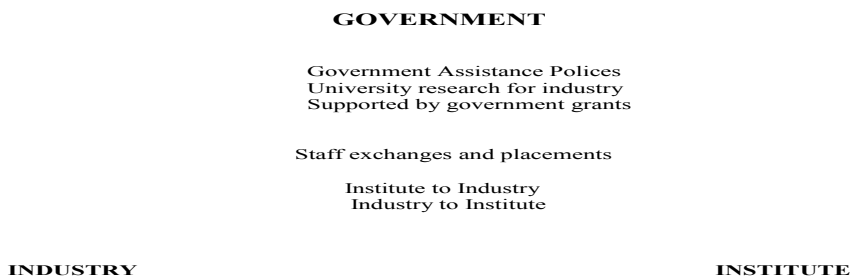 GOVERNMENT
Government Assistance Polices
University research for industry
Supported by government grants
Staff exchanges and placements
Institute to Industry
Industry to Institute
INDUSTRY INSTITUTE